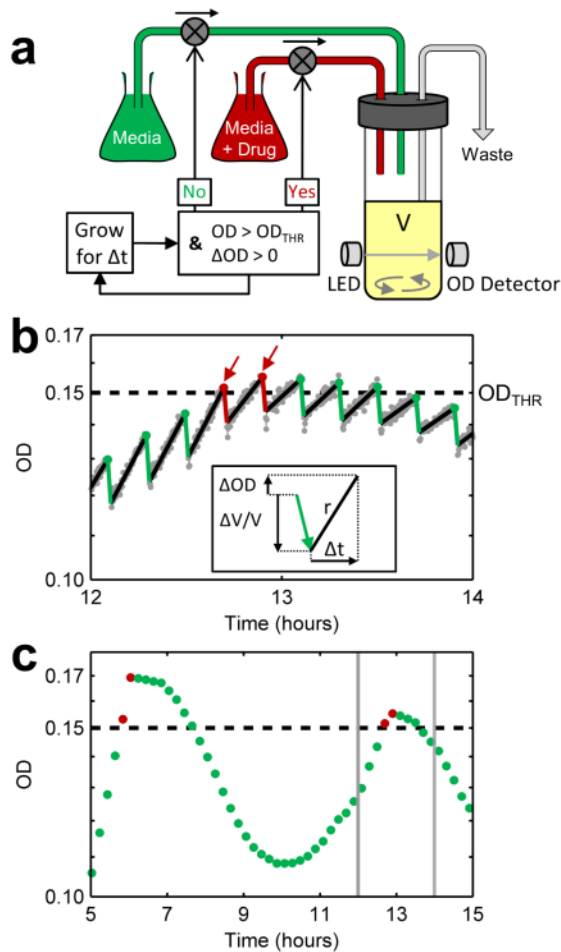 a
Media
Media
+ Drug
Waste
No
Yes
Grow
for Δt
& OD > OD_THR
ΔOD > 0
V
LED
OD Detector
b
0.17
0.15
OD_THR
OD
ΔOD
ΔV/V
r
Δt
0.10
12
13
14
Time (hours)
c
0.17
0.15
OD
0.10
5
7
9
11
13
15
Time (hours)